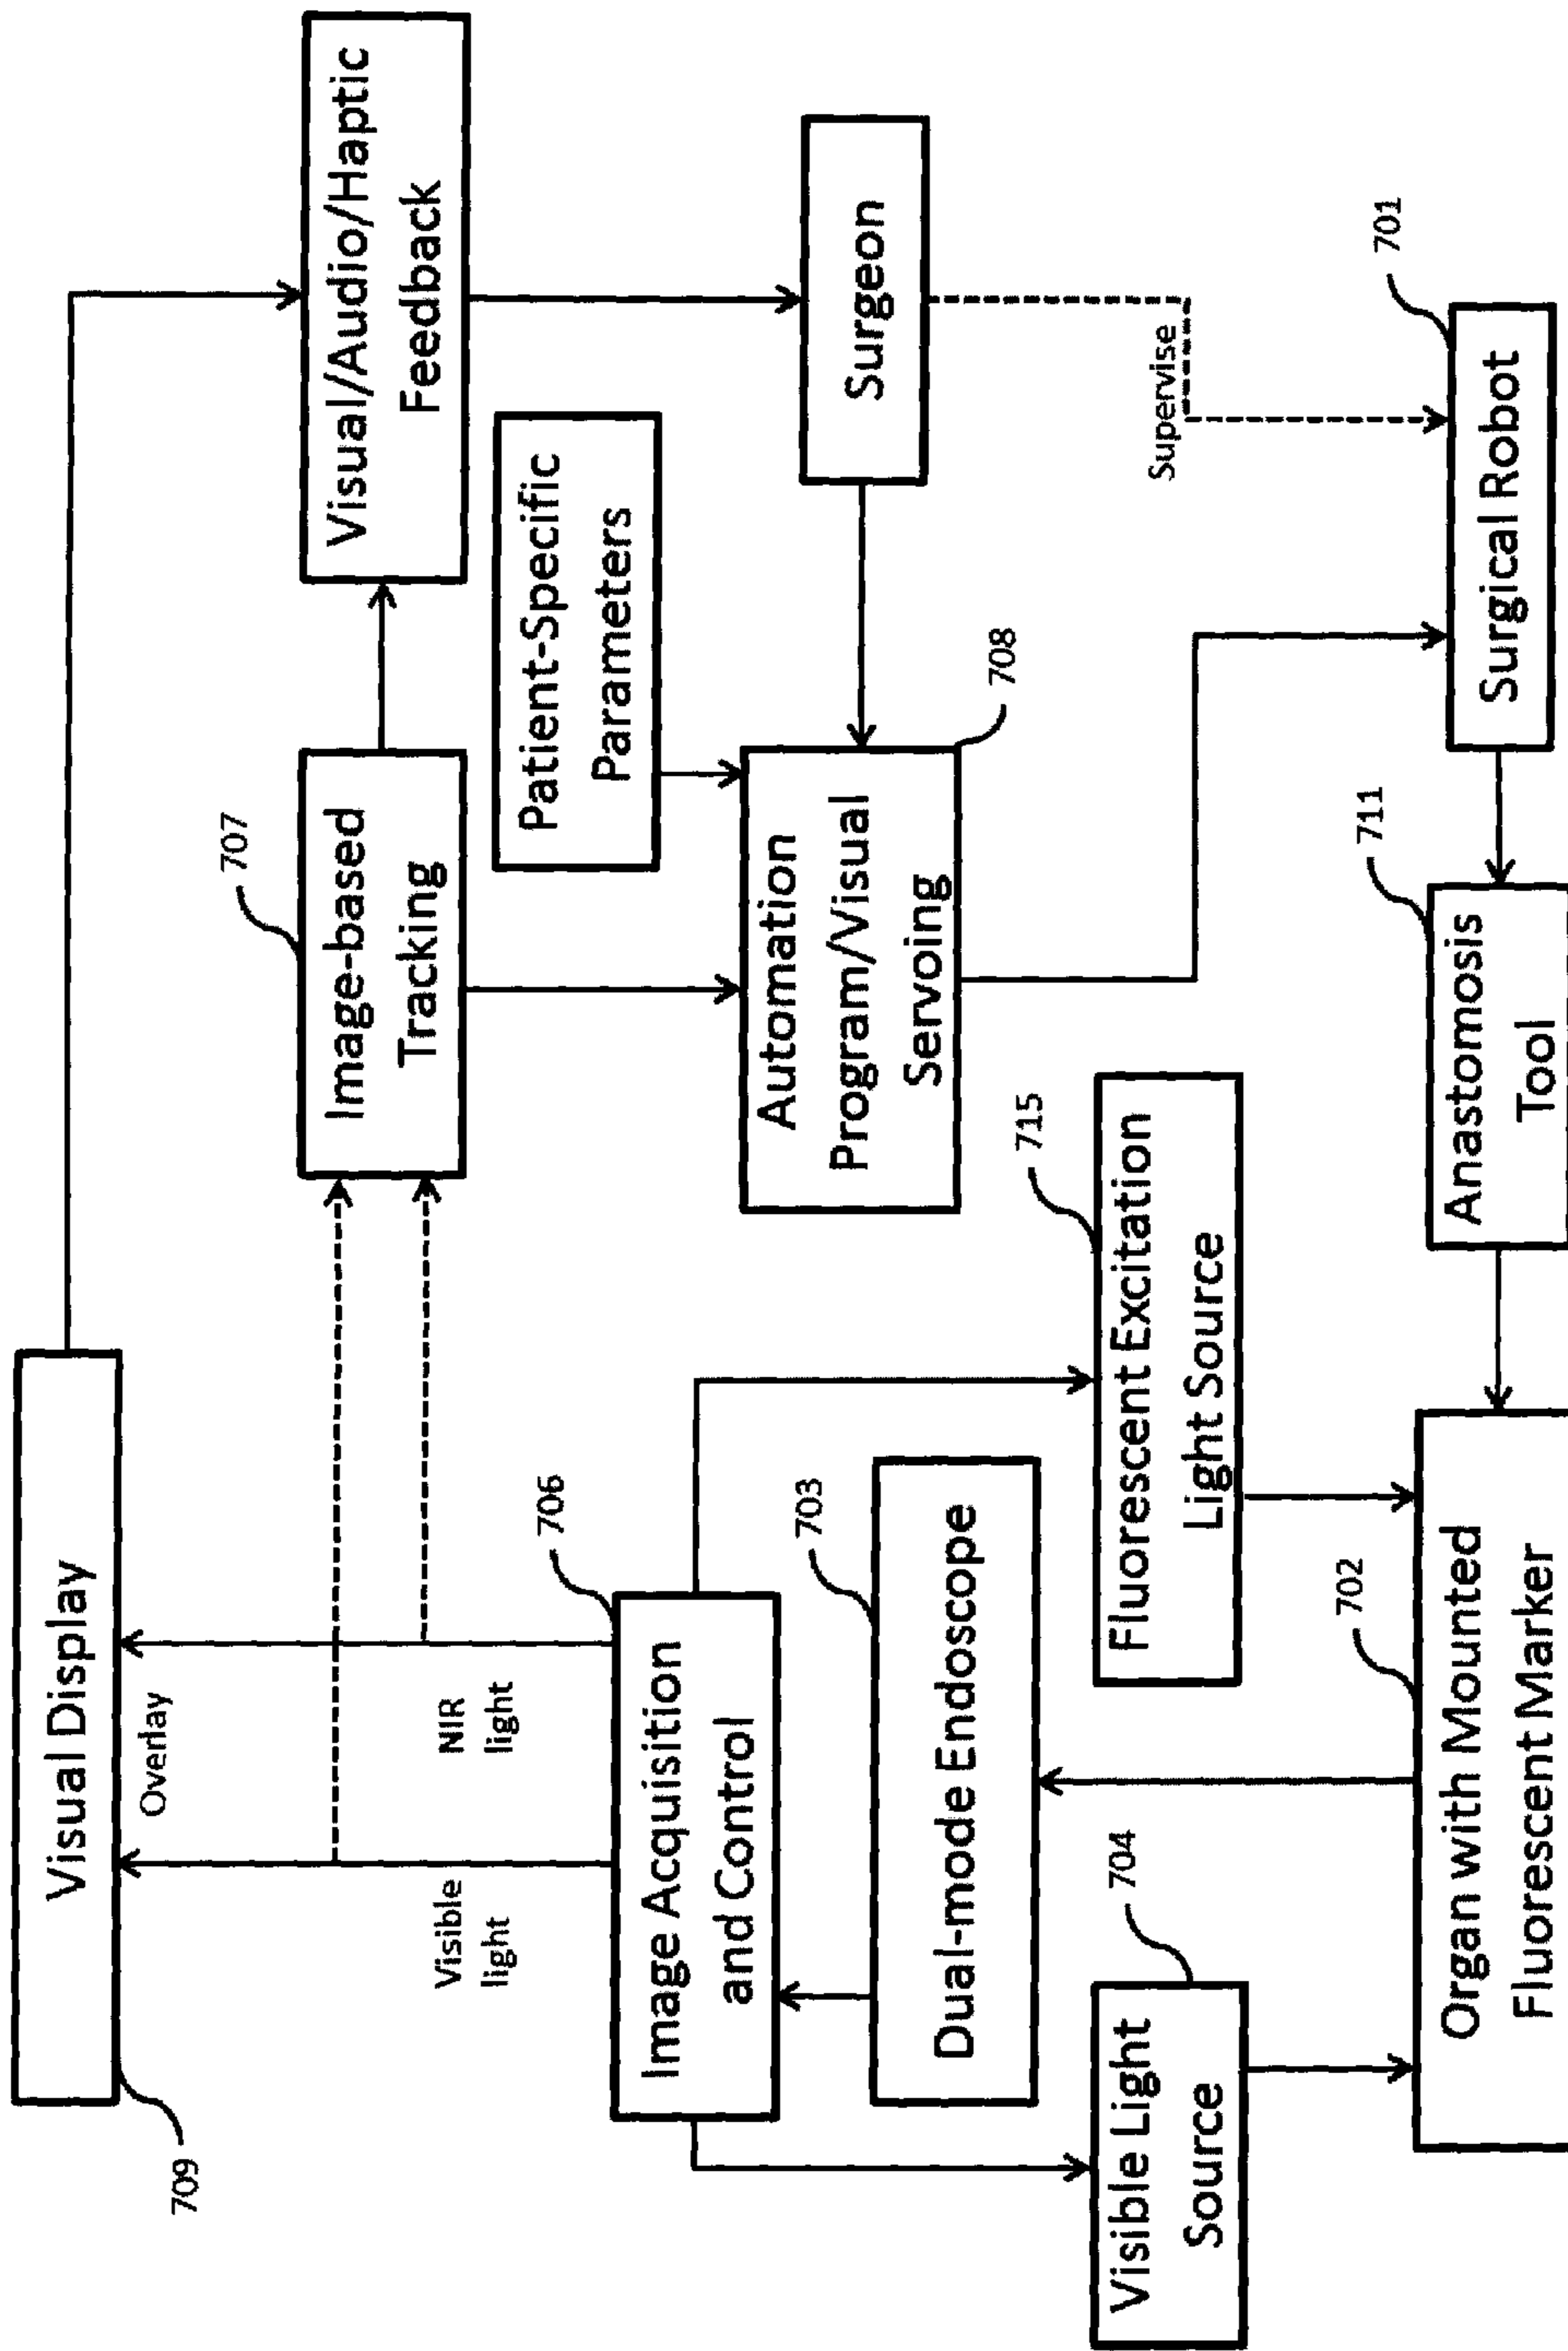 709
Visual Display
Overlay
Visible
light
NIR
light
707
Image-based
Tracking
Visual/Audio/Haptic
Feedback
Patient-Specific
Parameters
706
Image Acquisition
and Control
708
Automation
Program/Visual
Servoing
Surgeon
703
Dual-mode Endoscope
704
Visible Light
Source
715
Fluorescent Excitation
Light Source
Supervise
702
Organ with Mounted
Fluorescent Marker
711
Anastomosis
Tool
701
Surgical Robot